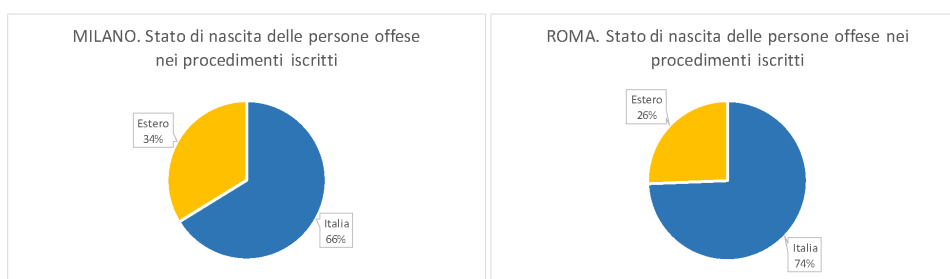 MILANO. Stato di nascita delle persone offese
nei procedimenti iscritti
Estero
34%
Italia
66%
ROMA. Stato di nascita delle persone offese nei
procedimenti iscritti
Estero
26%
Italia
74%